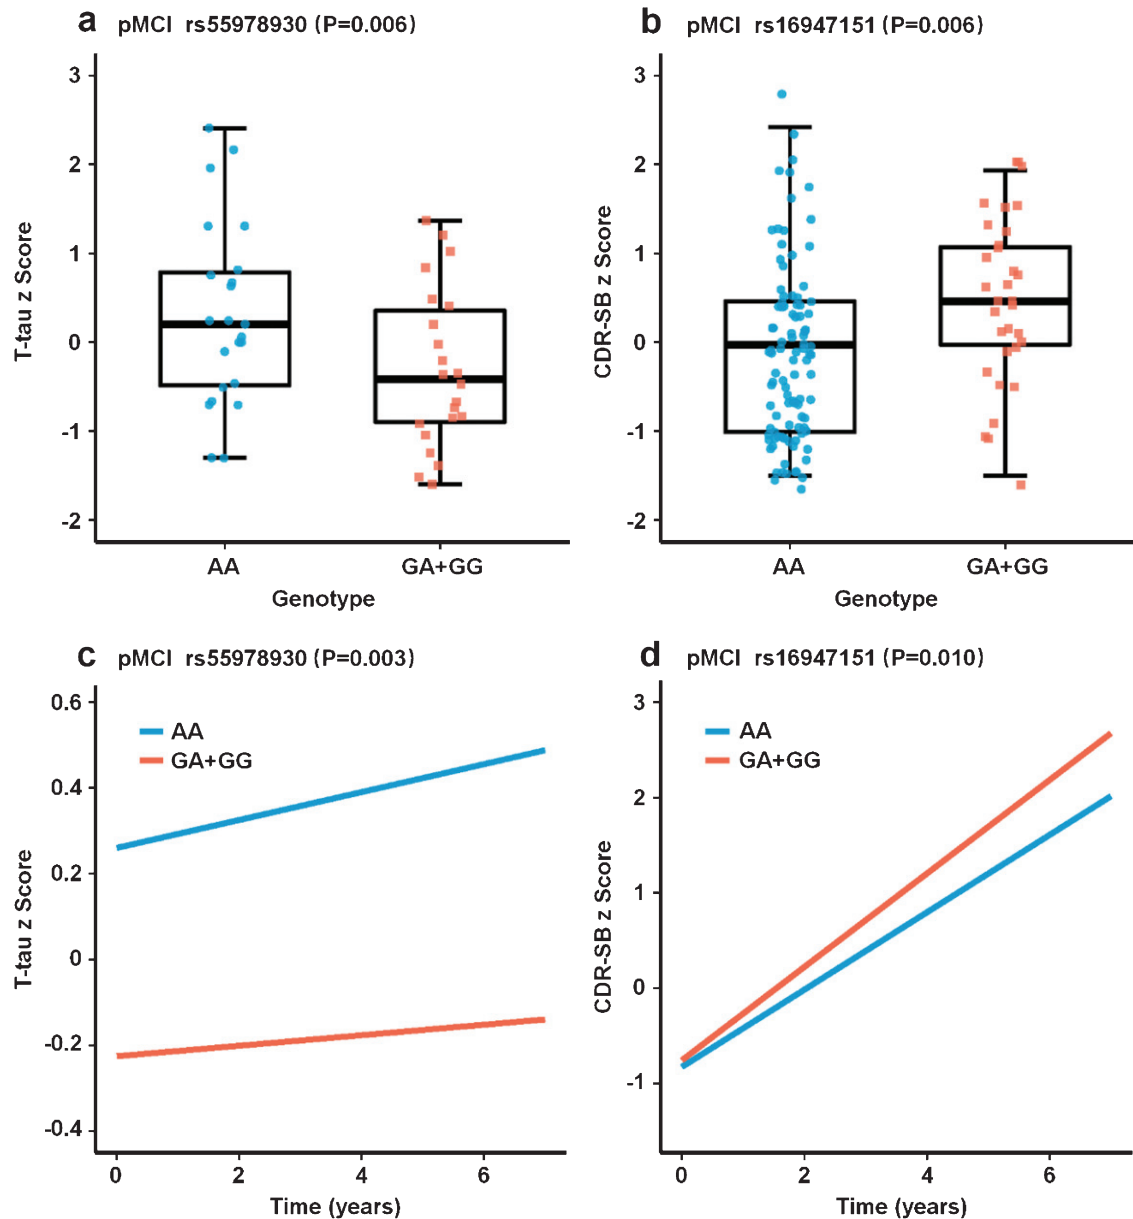 a pMCI rs55978930 (P=0.006)
3
2
1
0
-1
-2
T-tau z Score
AA GA+GG
Genotype
b pMCI rs16947151 (P=0.006)
3
2
1
0
-1
-2
CDR-SB z Score
AA GA+GG
Genotype
c pMCI rs55978930 (P=0.003)
0.6
0.4
0.2
0
-0.2
-0.4
T-tau z Score
AA
GA+GG
0 2 4 6
Time (years)
d pMCI rs16947151 (P=0.010)
3
2
1
0
-1
CDR-SB z Score
AA
GA+GG
0 2 4 6
Time (years)